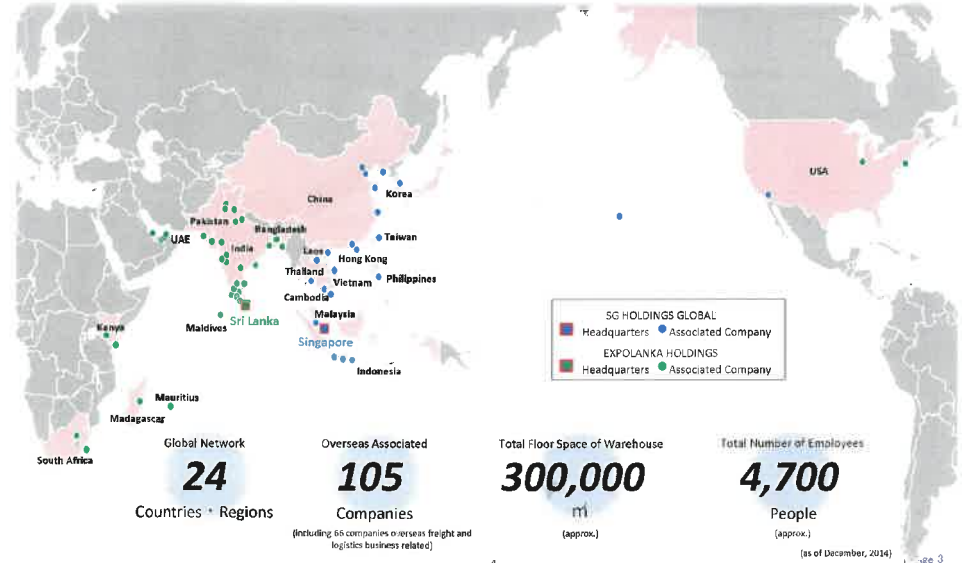 China
Korea
USA
Pakistan
Bangladesh
UAE
India
Laos
Taiwan
Hong Kong
Thailand
Vietnam
Philippines
Cambodia
Malaysia
Maldives
Sri Lanka
Singapore
Indonesia
Kenya
Mauritius
Madagascar
South Africa
SG HOLDINGS GLOBAL
Headquarters Associated Company
EXPOLANKA HOLDINGS
Headquarters Associated Company
Global Network
24
Countries・Regions
Overseas Associated
105
Companies
(including 66 companies overseas freight and
logistics business related)
Total Floor Space of Warehouse
300,000
㎡
(approx.)
Total Number of Employees
4,700
People
(approx.)
(as of December, 2014)
3